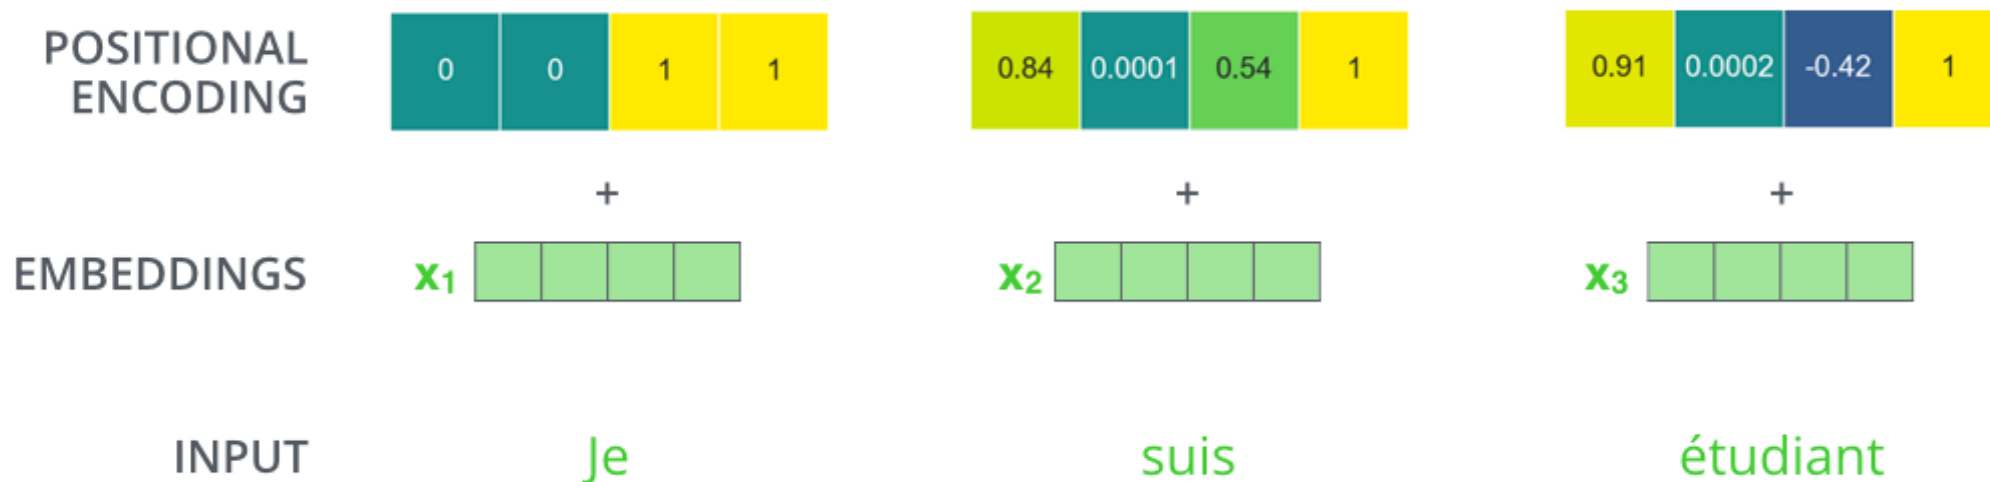 POSITIONAL
ENCODING
0 0 1 1
0.84 0.0001 0.54 1
0.91 0.0002 -0.42 1
+ + +
EMBEDDINGS
x₁ x₂ x₃
INPUT
Je suis étudiant